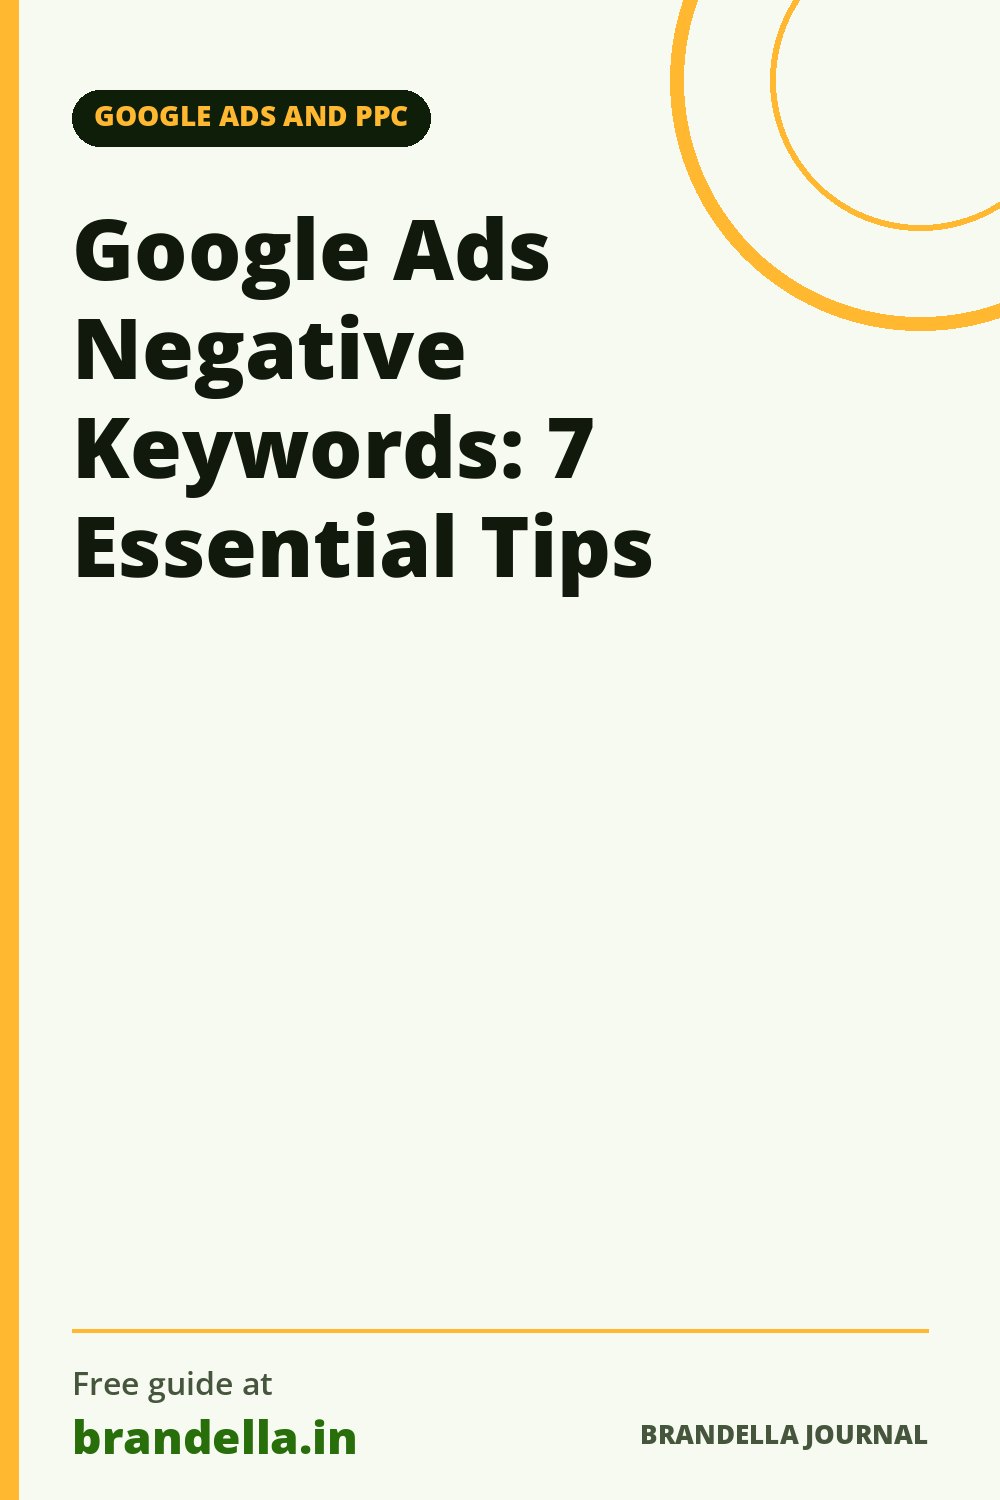 GOOGLE ADS AND PPC
Google Ads
Negative
Keywords: 7
Essential Tips
Free guide at
brandella.in
BRANDELLA JOURNAL